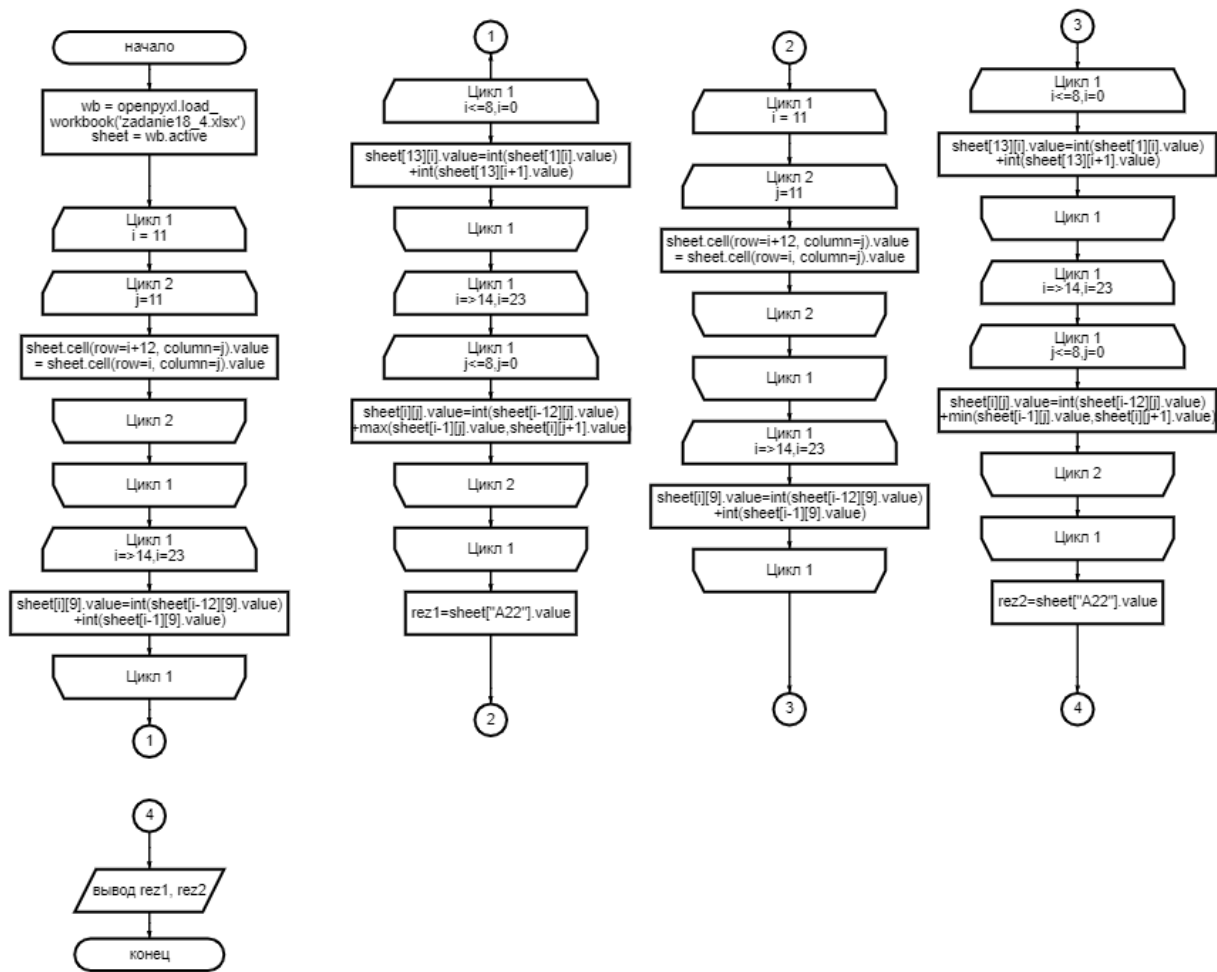 начало
wb = openpyxl.load_
workbook('zadanie18_4.xlsx')
sheet = wb.active
Цикл 1
i = 11
Цикл 2
j=11
sheet.cell(row=i+12, column=j).value
= sheet.cell(row=i, column=j).value
Цикл 2
Цикл 1
Цикл 1
i=>14,i=23
sheet[i][9].value=int(sheet[i-12][9].value)
+int(sheet[i-1][9].value)
Цикл 1
1
1
Цикл 1
i<=8,i=0
sheet[13][i].value=int(sheet[1][i].value)
+int(sheet[13][i+1].value)
Цикл 1
Цикл 1
i=>14,i=23
Цикл 1
j<=8,j=0
sheet[i][j].value=int(sheet[i-12][j].value)
+max(sheet[i-1][j].value,sheet[i][j+1].value)
Цикл 2
Цикл 1
rez1=sheet["A22"].value
2
2
Цикл 1
i = 11
Цикл 2
j=11
sheet.cell(row=i+12, column=j).value
= sheet.cell(row=i, column=j).value
Цикл 2
Цикл 1
Цикл 1
i=>14,i=23
sheet[i][9].value=int(sheet[i-12][9].value)
+int(sheet[i-1][9].value)
Цикл 1
3
3
Цикл 1
i<=8,i=0
sheet[13][i].value=int(sheet[1][i].value)
+int(sheet[13][i+1].value)
Цикл 1
Цикл 1
i=>14,i=23
Цикл 1
j<=8,j=0
sheet[i][j].value=int(sheet[i-12][j].value)
+min(sheet[i-1][j].value,sheet[i][j+1].value)
Цикл 2
Цикл 1
rez2=sheet["A22"].value
4
4
вывод rez1, rez2
конец